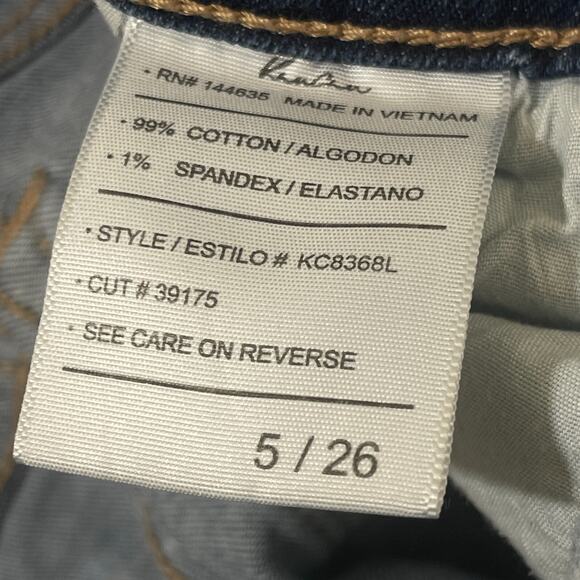 KanCan
• RN# 144635 MADE IN VIETNAM
• 99% COTTON / ALGODON
• 1% SPANDEX / ELASTANO
• STYLE / ESTILO # KC8368L
• CUT # 39175
• SEE CARE ON REVERSE
5 / 26